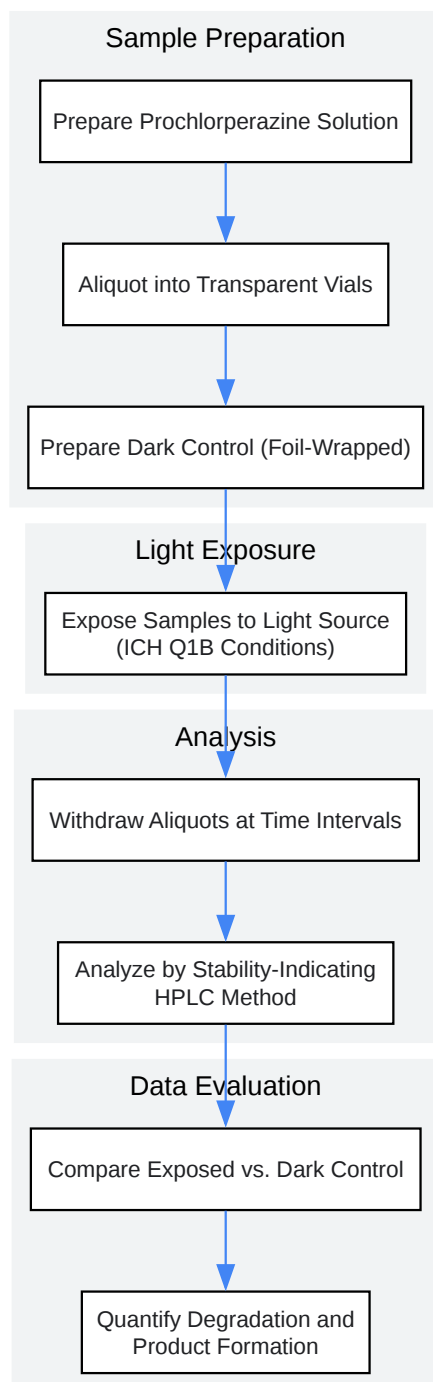 Sample Preparation
Prepare Prochlorperazine Solution
Aliquot into Transparent Vials
Prepare Dark Control (Foil-Wrapped)
Light Exposure
Expose Samples to Light Source
(ICH Q1B Conditions)
Analysis
Withdraw Aliquots at Time Intervals
Analyze by Stability-Indicating
HPLC Method
Data Evaluation
Compare Exposed vs. Dark Control
Quantify Degradation and
Product Formation